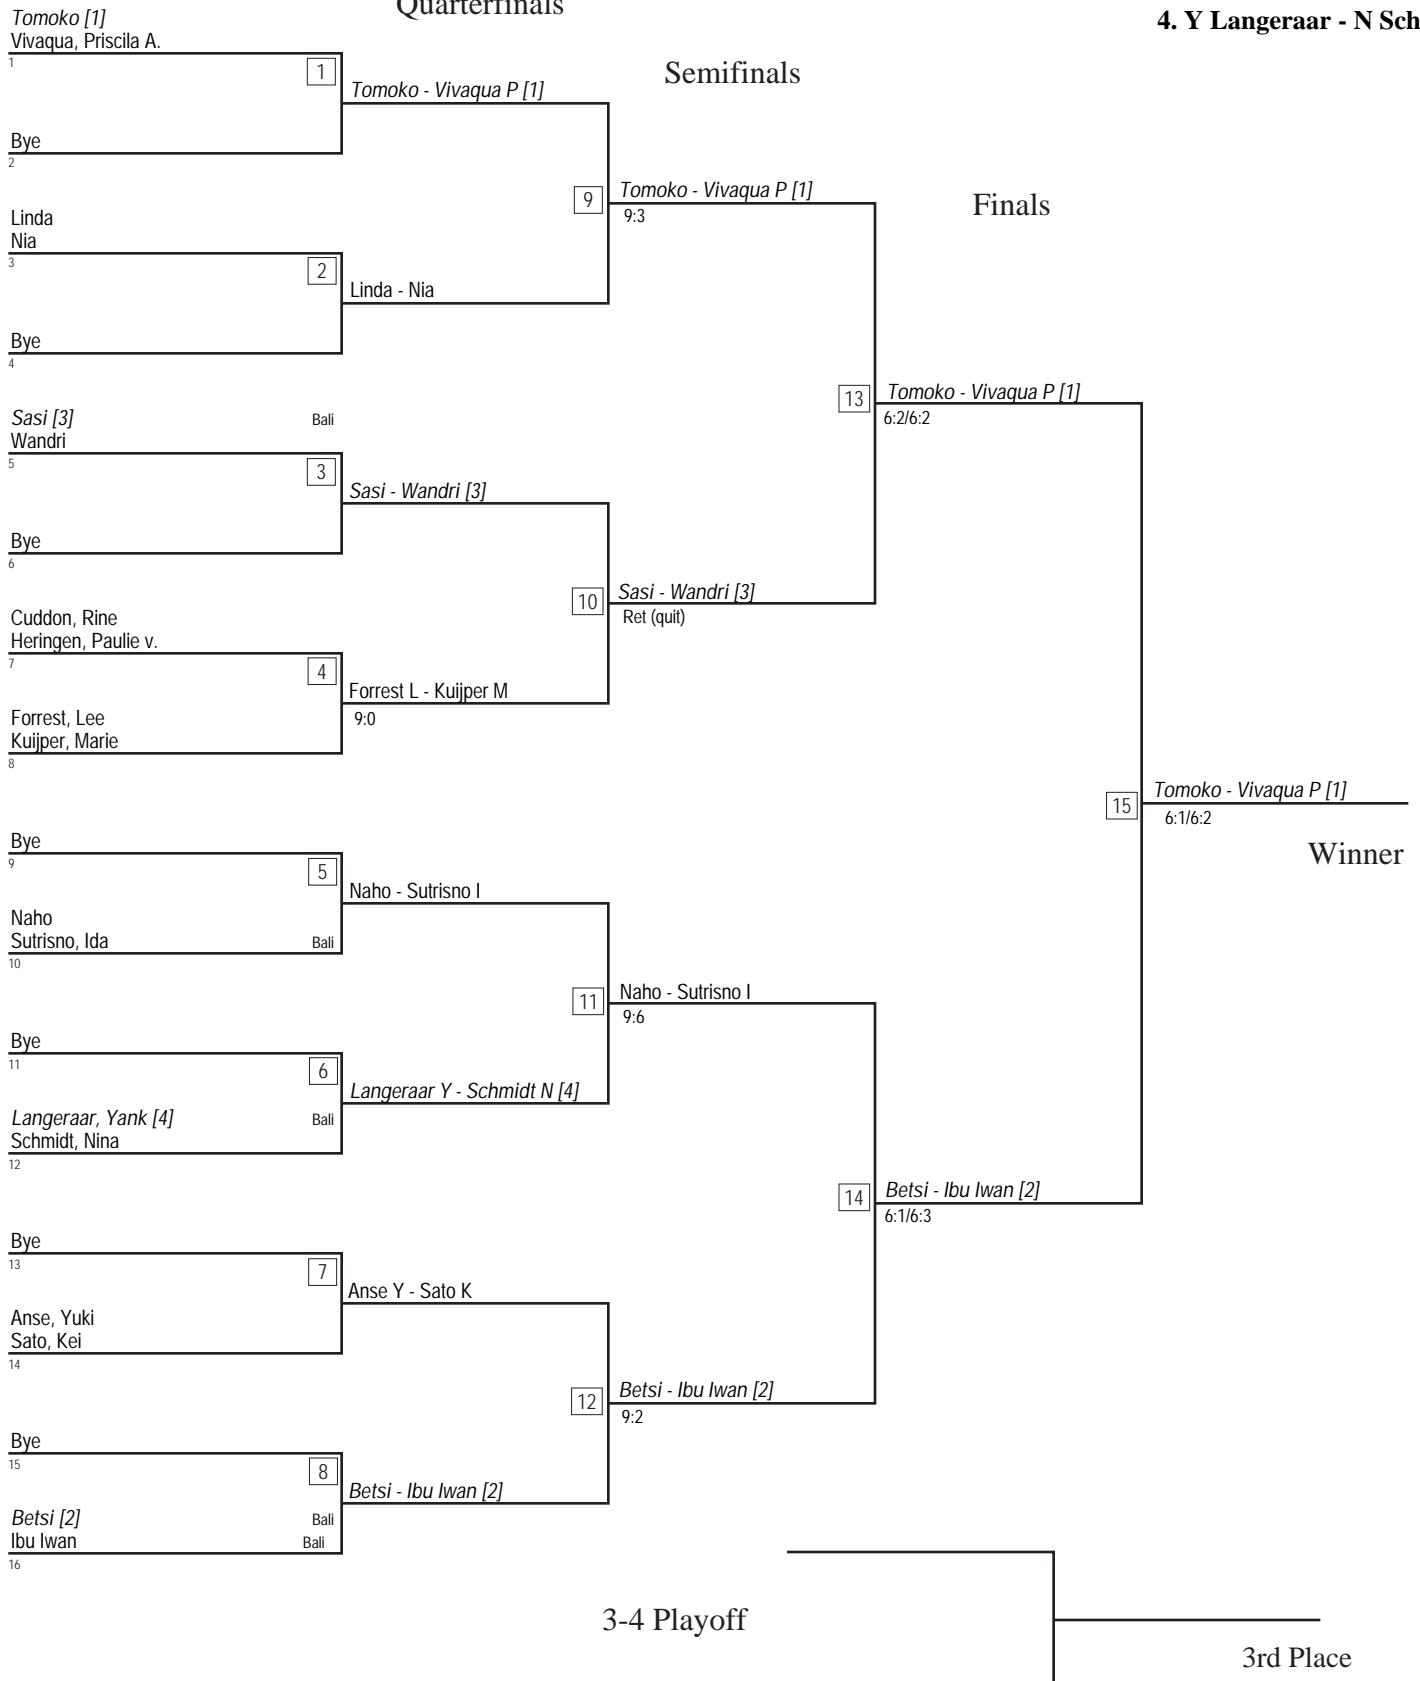 Quarterfinals
4. Y Langeraar - N Sch
Semifinals
Finals
Tomoko [1]
Vivaqua, Priscila A.
1
1
Bye
2
Linda
Nia
3
2
Bye
4
Sasi [3] Bali
Wandri
5
3
Bye
6
Cuddon, Rine
Heringen, Paulie v.
7
4
Forrest, Lee
Kuijper, Marie
8
Bye
9
5
Naho
Sutrisno, Ida Bali
10
Bye
11
6
Langeraar, Yank [4] Bali
Schmidt, Nina
12
Bye
13
7
Anse, Yuki
Sato, Kei
14
Bye
15
8
Betsi [2] Bali
Ibu Iwan Bali
16
Tomoko - Vivaqua P [1]
9
Linda - Nia
Sasi - Wandri [3]
10
Forrest L - Kuijper M
9:0
Naho - Sutrisno I
11
Langeraar Y - Schmidt N [4]
Anse Y - Sato K
12
Betsi - Ibu Iwan [2]
Tomoko - Vivaqua P [1]
9:3
13
Sasi - Wandri [3]
Ret (quit)
Naho - Sutrisno I
9:6
14
Betsi - Ibu Iwan [2]
9:2
Tomoko - Vivaqua P [1]
6:2/6:2
15
Betsi - Ibu Iwan [2]
6:1/6:3
Tomoko - Vivaqua P [1]
6:1/6:2
Winner
3-4 Playoff
3rd Place